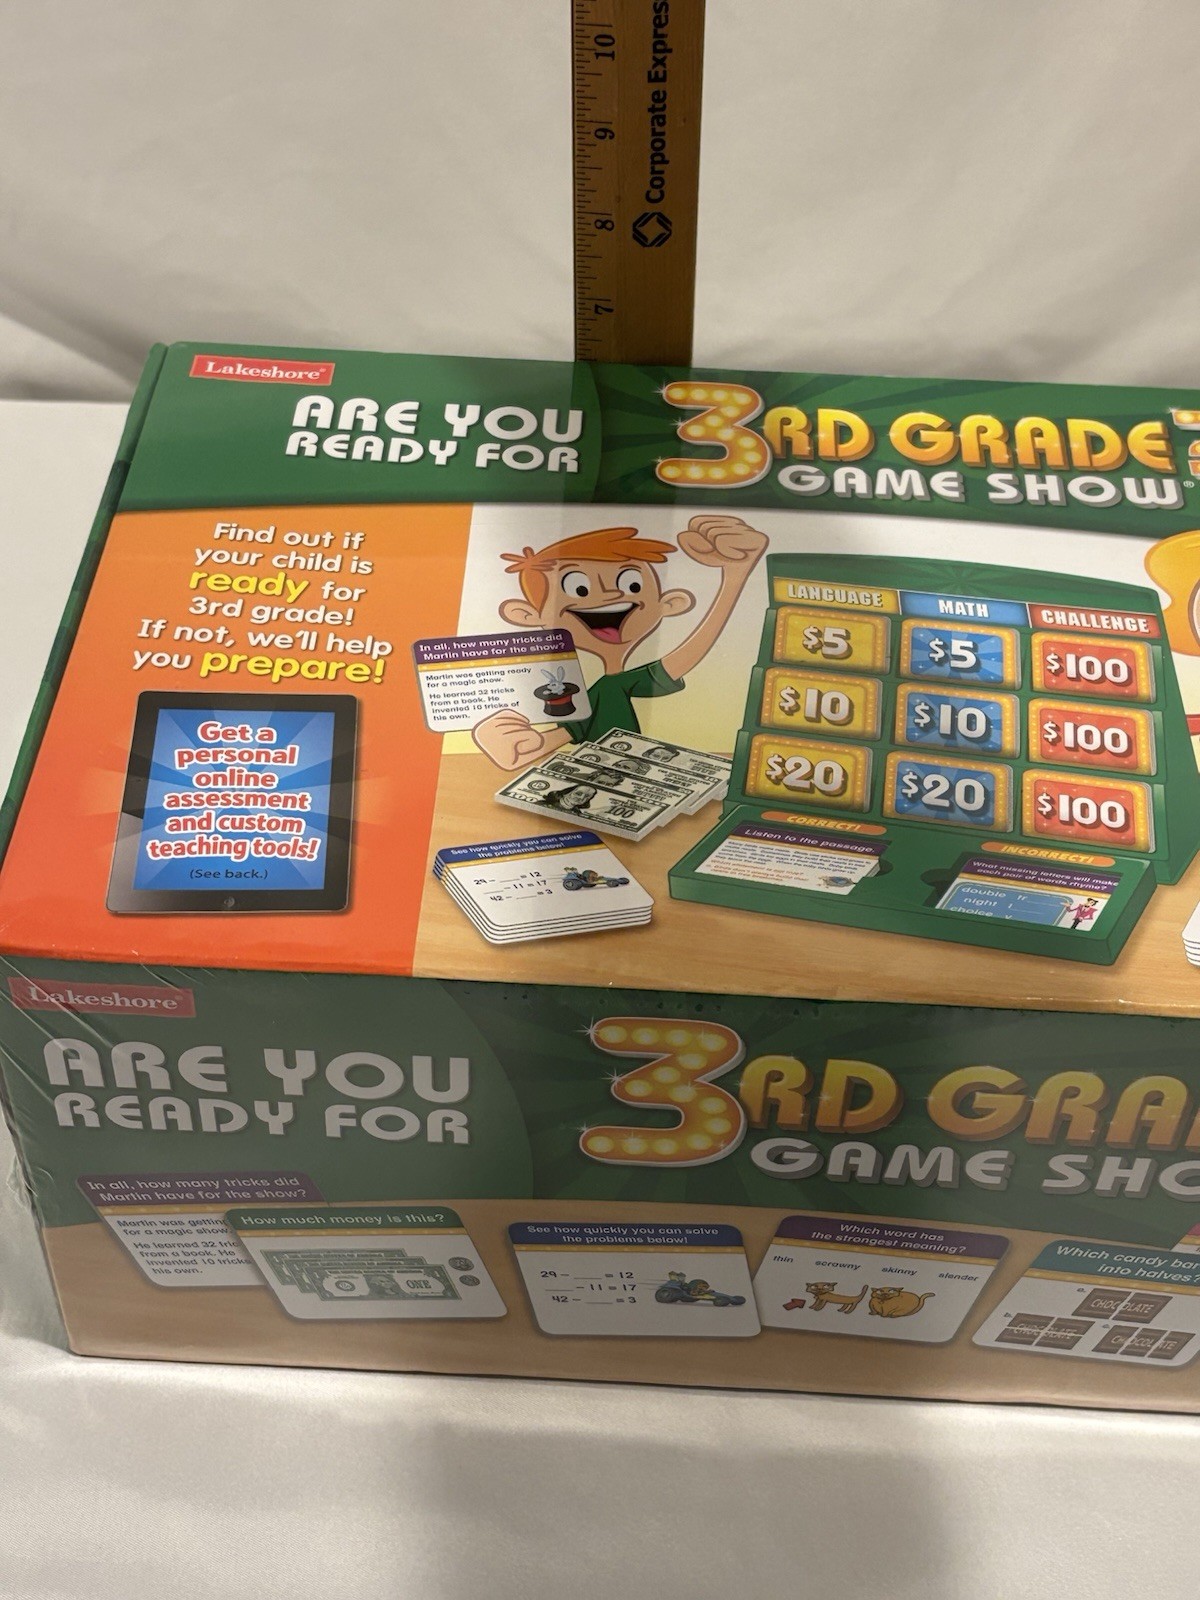 10
9
8
7
Corporate Expres
Lakeshore®
ARE YOU
READY FOR
3RD GRADE
GAME SHOW®
Find out if
your child is
ready for
3rd grade!
If not, we'll help
you prepare!
Get a
personal
online
assessment
and custom
teaching tools!
(See back.)
In all, how many tricks did
Martin have for the show?
Martin was getting ready
for a magic show.
He learned 32 tricks
from a book. He
invented 10 tricks of
his own.
LANGUAGE MATH CHALLENGE
$5 $5 $100
$10 $10 $100
$20 $20 $100
100
See how quickly you can solve
the problems below!
29 - ___ = 12
___ - 11 = 17
42 - ___ = 3
CORRECT!
Listen to the passage.
INCORRECT!
What missing letters will make
each pair of words rhyme?
double tr
night l
choice v
Lakeshore®
ARE YOU
READY FOR
3RD GRA
GAME SHO
In all, how many tricks did
Martin have for the show?
Martin was gettin
for a magic show.
He learned 32 tric
from a book. He
invented 10 tricks
his own.
How much money is this?
ONE
See how quickly you can solve
the problems below!
29 - ___ = 12
___ - 11 = 17
42 - ___ = 3
Which word has
the strongest meaning?
thin scrawny skinny slender
Which candy bar
into halves?
a.
CHOCOLATE
b.
CHOCOLATE
c.
CHOCOLATE